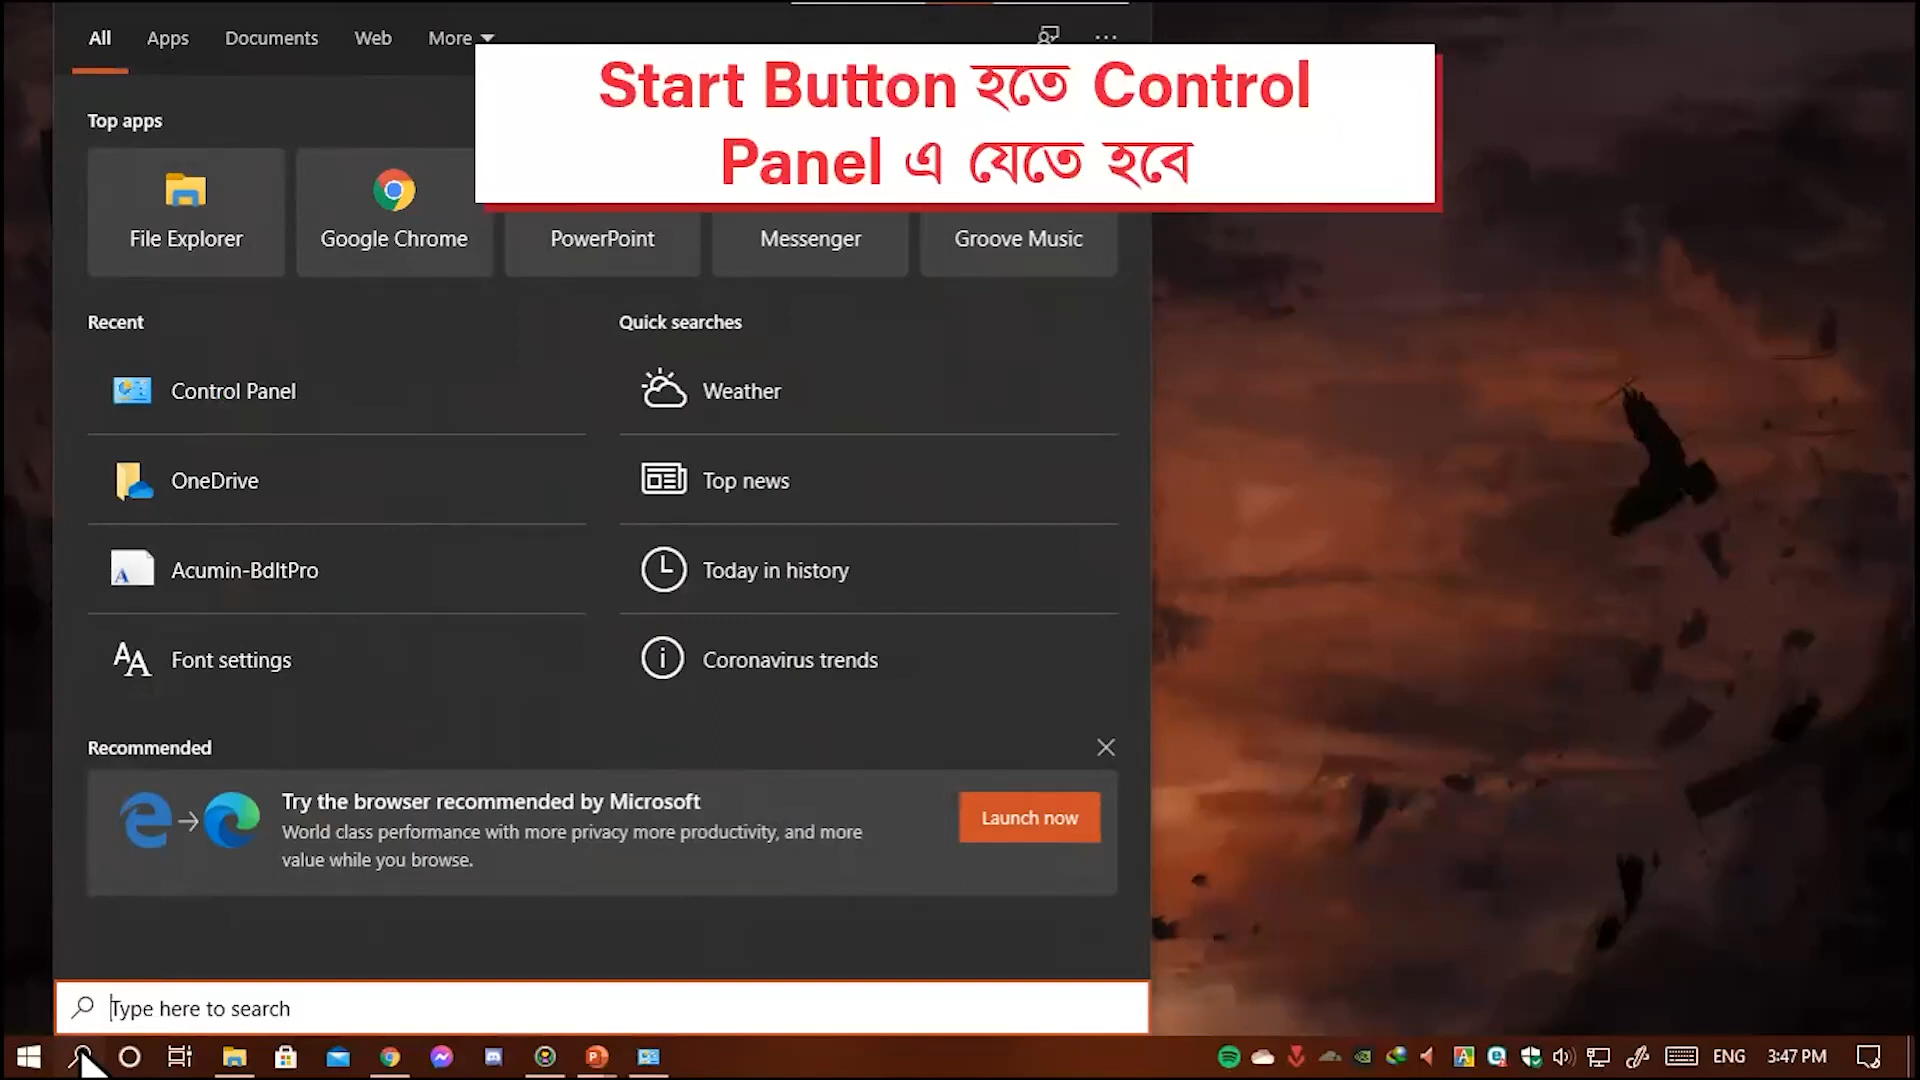 All Apps Documents Web More
Start Button হতে Control
Panel এ যেতে হবে
Top apps
File Explorer Google Chrome PowerPoint Messenger Groove Music
Recent Quick searches
Control Panel Weather
OneDrive Top news
Acumin-BdItPro Today in history
Font settings Coronavirus trends
Recommended
Try the browser recommended by Microsoft
World class performance with more privacy more productivity, and more
value while you browse.
Launch now
Type here to search
ENG 3:47 PM